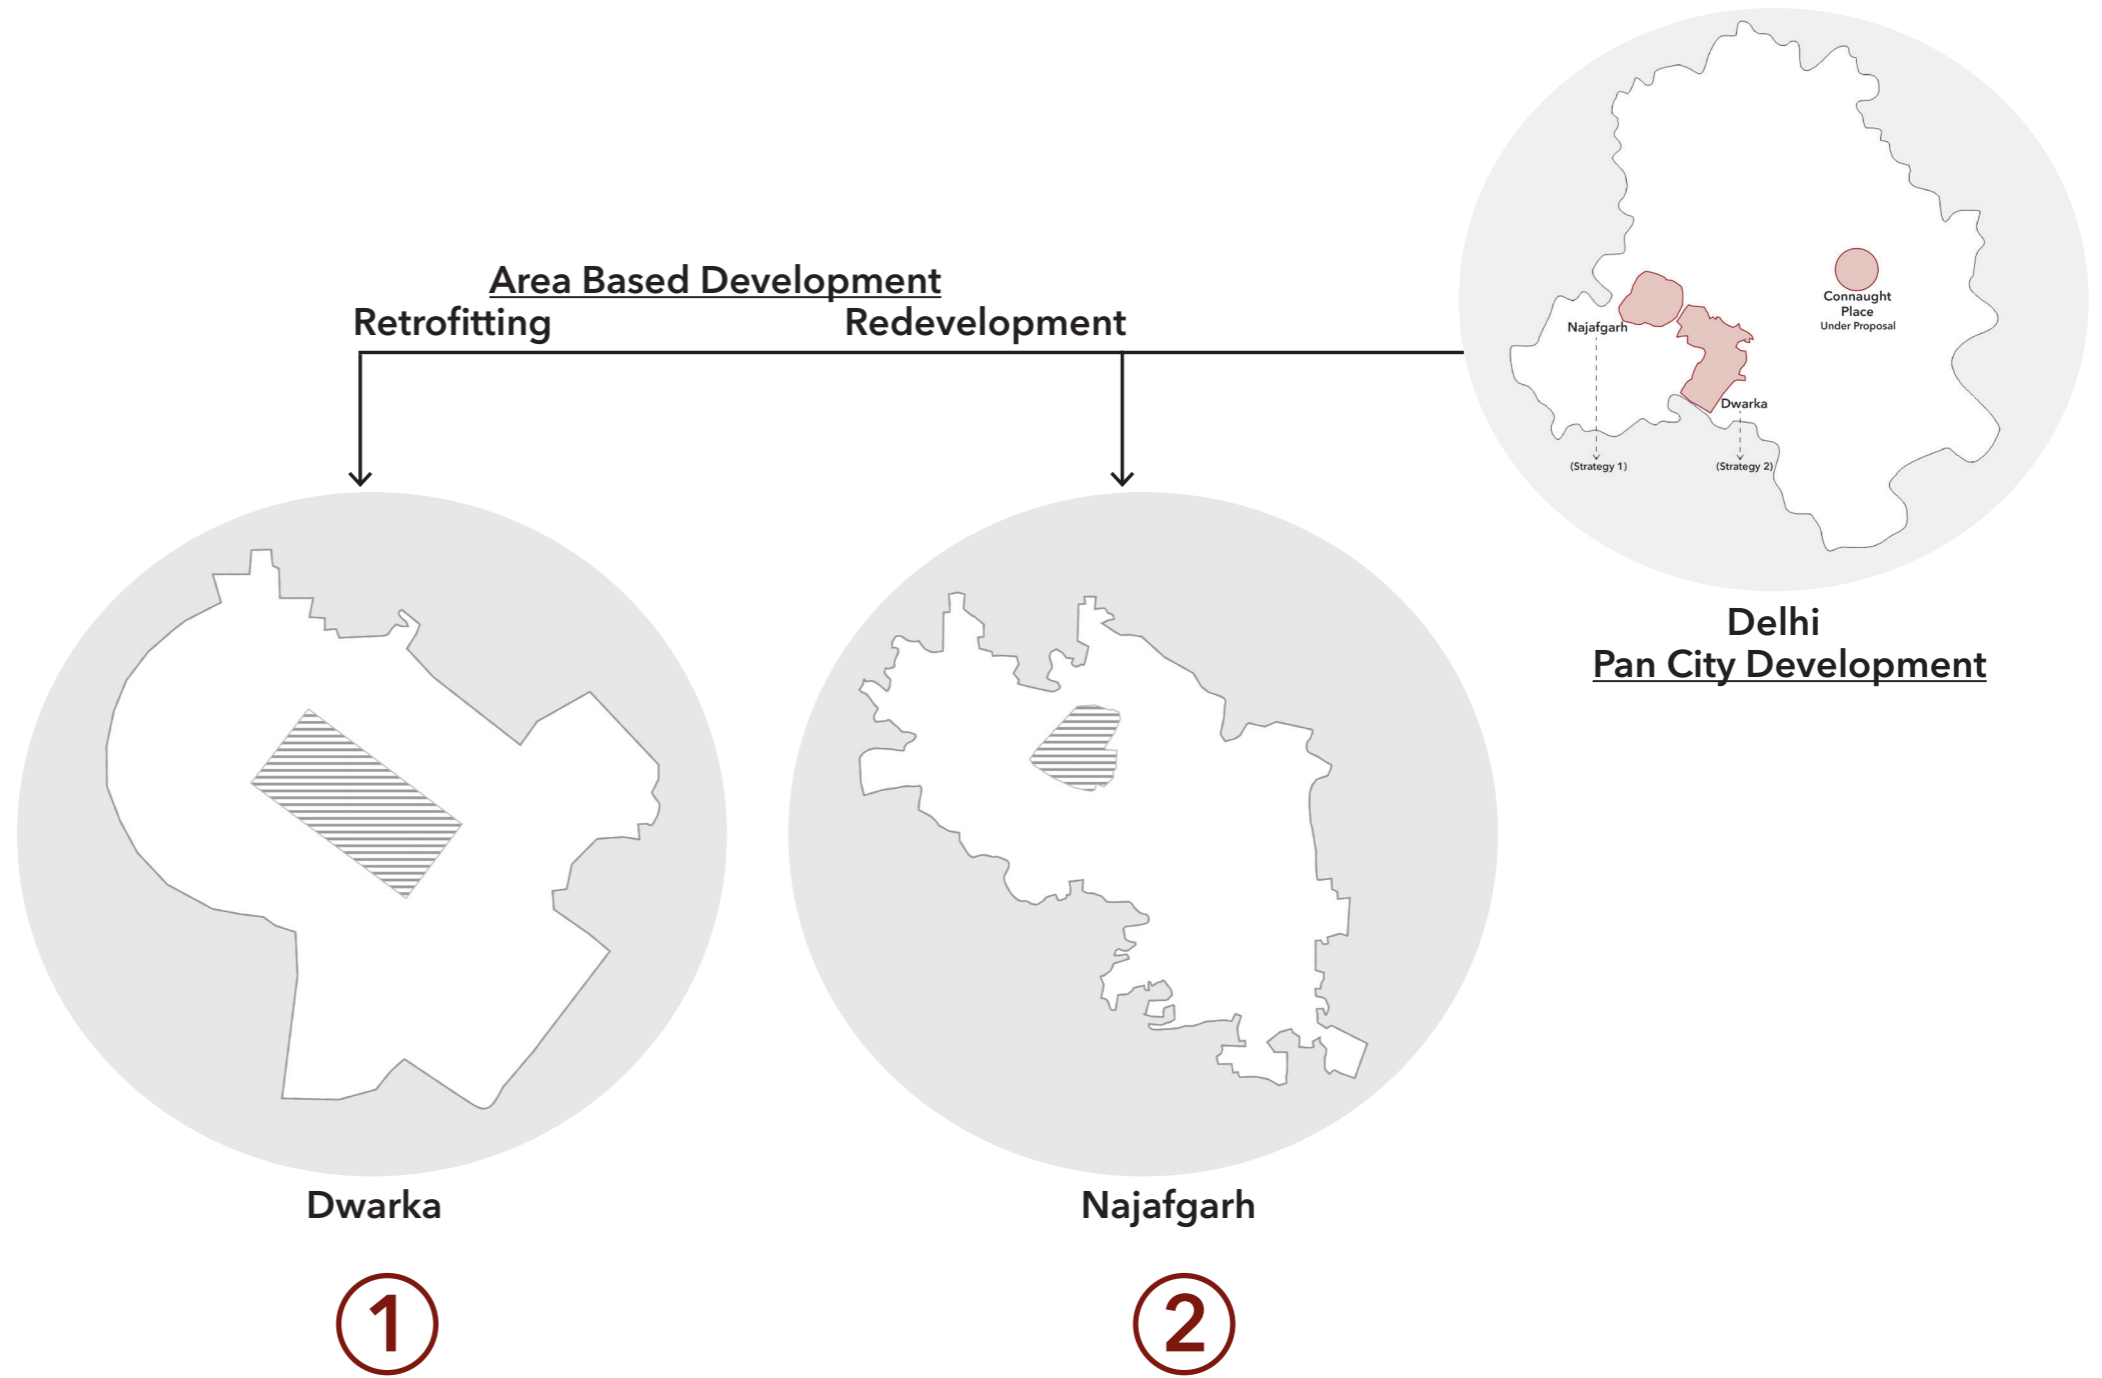 Area Based Development
Retrofitting
Redevelopment
Najafgarh
Connaught
Place
Under Proposal
Dwarka
(Strategy 1)
(Strategy 2)
Delhi
Pan City Development
Dwarka
Najafgarh
1
2